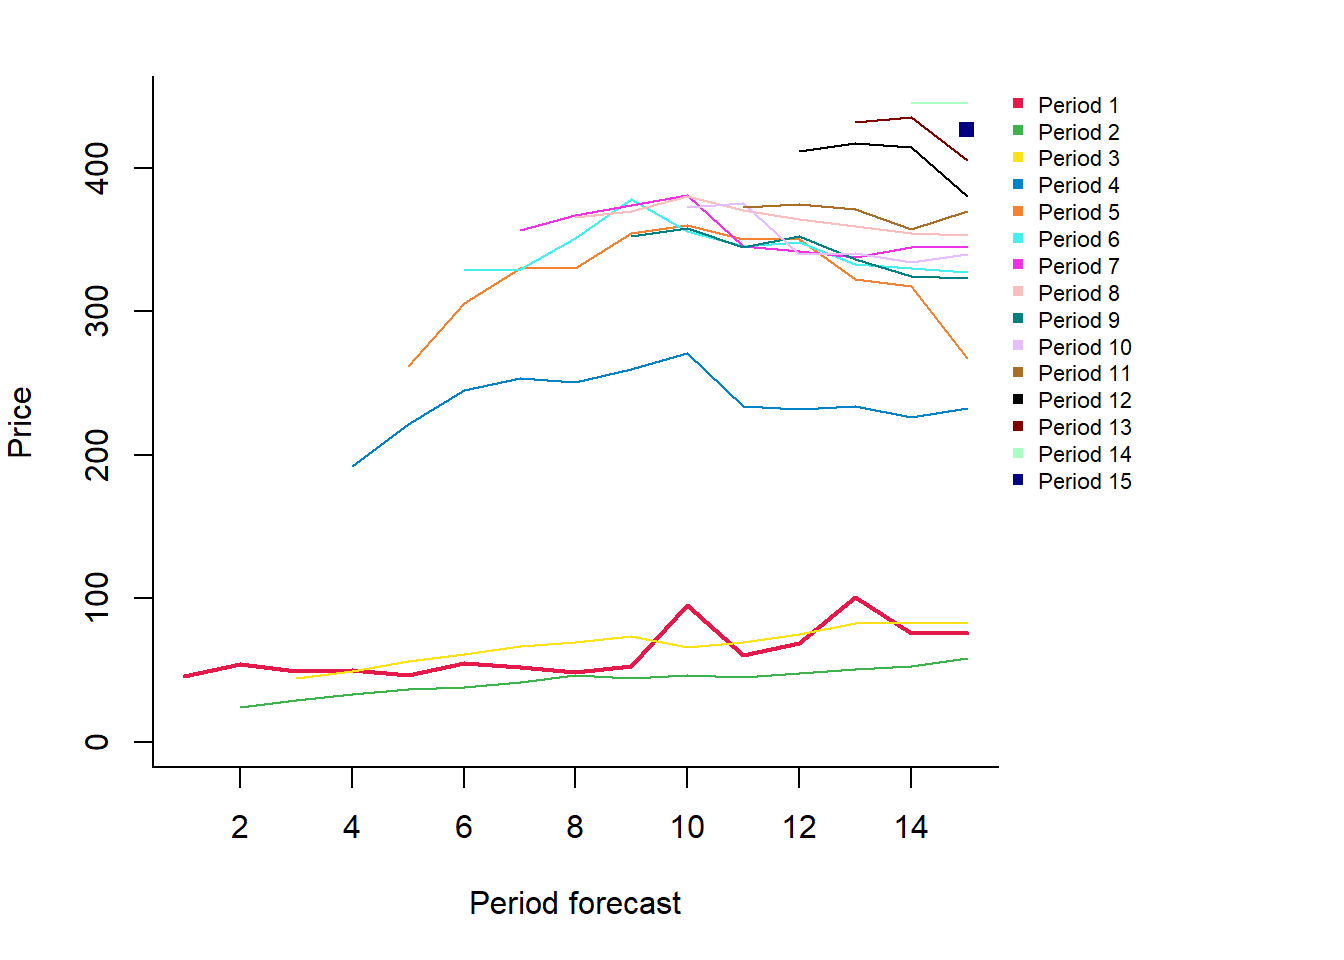 Price
400
300
200
100
0
2 4 6 8 10 12 14
Period forecast
Period 1
Period 2
Period 3
Period 4
Period 5
Period 6
Period 7
Period 8
Period 9
Period 10
Period 11
Period 12
Period 13
Period 14
Period 15